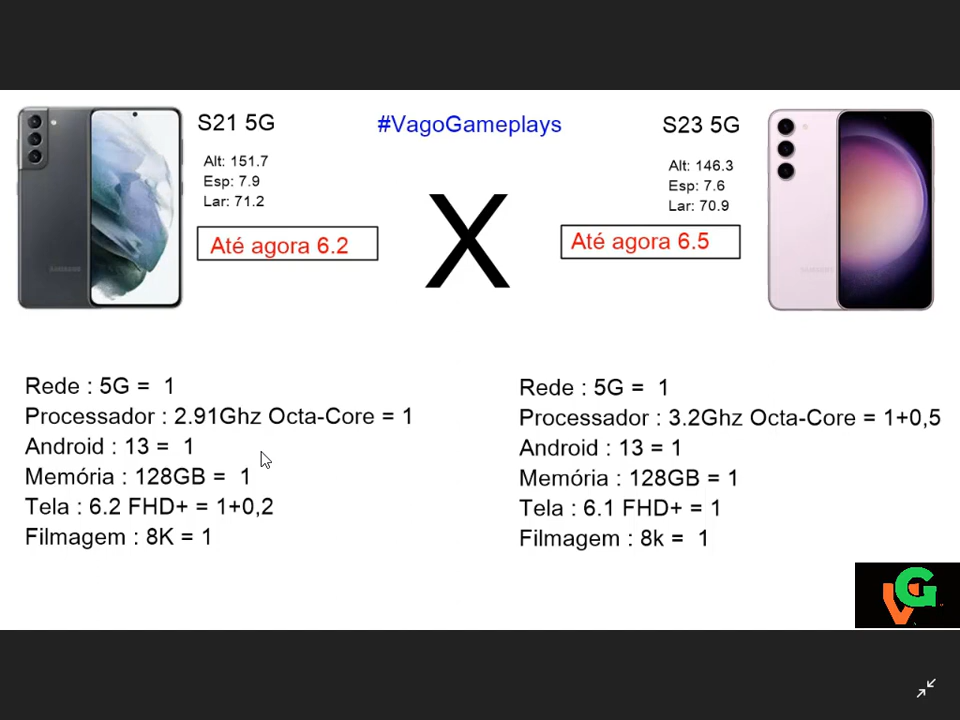 S21 5G
Alt: 151.7
Esp: 7.9
Lar: 71.2
Até agora 6.2
#VagoGameplays
X
S23 5G
Alt: 146.3
Esp: 7.6
Lar: 70.9
Até agora 6.5
SAMSUNG
SAMSUNG
Rede : 5G = 1
Processador : 2.91Ghz Octa-Core = 1
Android : 13 = 1
Memória : 128GB = 1
Tela : 6.2 FHD+ = 1+0,2
Filmagem : 8K = 1
Rede : 5G = 1
Processador : 3.2Ghz Octa-Core = 1+0,5
Android : 13 = 1
Memória : 128GB = 1
Tela : 6.1 FHD+ = 1
Filmagem : 8k = 1
VG